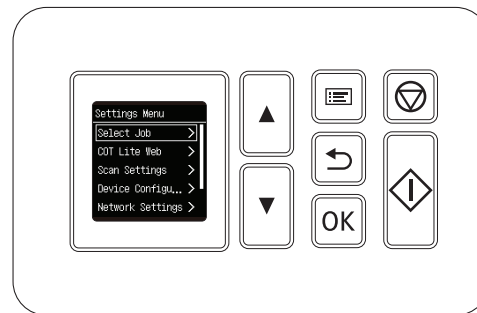 Settings Menu
Select Job >
COT Lite Web >
Scan Settings >
Device Configu... >
Network Settings >
OK